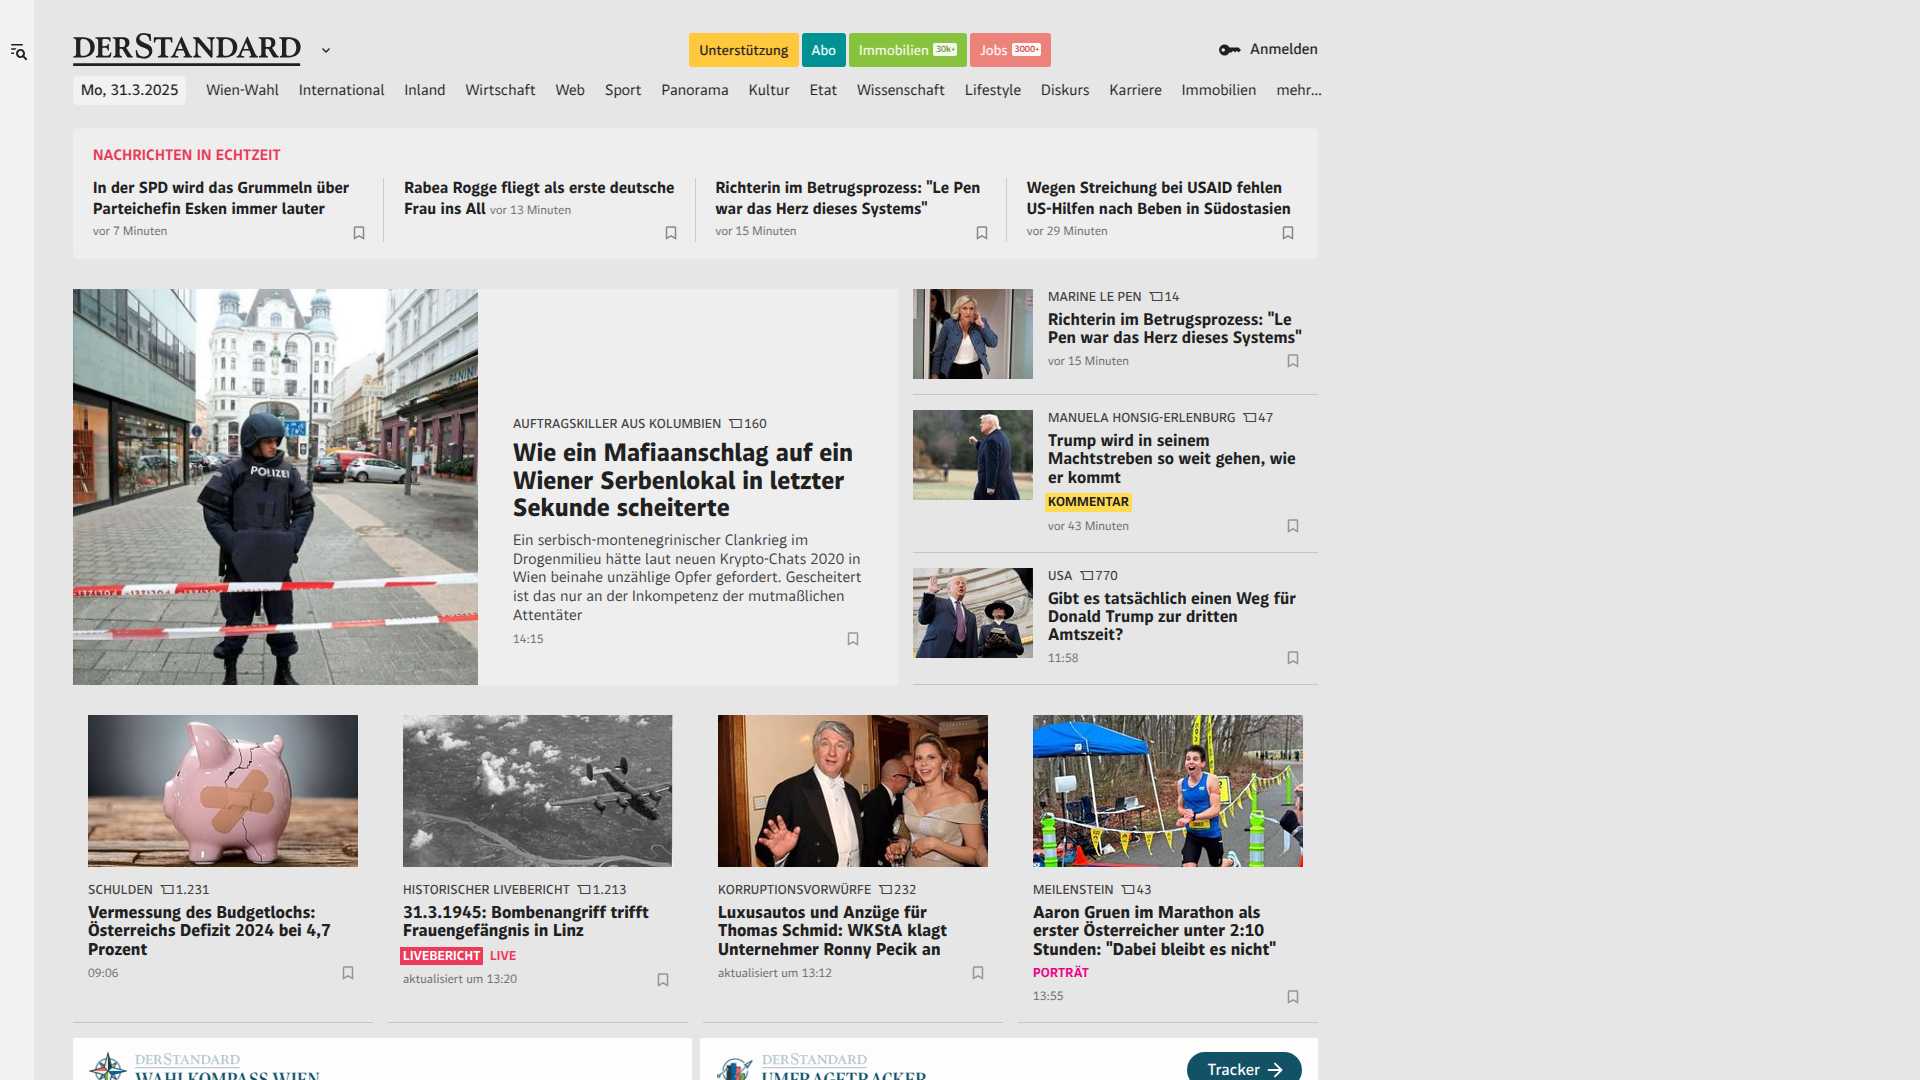 DERSTANDARD
Unterstützung
Abo
Immobilien 30k+
Jobs 3000+
Anmelden
Mo, 31.3.2025
Wien-Wahl
International
Inland
Wirtschaft
Web
Sport
Panorama
Kultur
Etat
Wissenschaft
Lifestyle
Diskurs
Karriere
Immobilien
mehr...
NACHRICHTEN IN ECHTZEIT
In der SPD wird das Grummeln über
Parteichefin Esken immer lauter
vor 7 Minuten
Rabea Rogge fliegt als erste deutsche
Frau ins All vor 13 Minuten
Richterin im Betrugsprozess: "Le Pen
war das Herz dieses Systems"
vor 15 Minuten
Wegen Streichung bei USAID fehlen
US-Hilfen nach Beben in Südostasien
vor 29 Minuten
POLIZEI
AUFTRAGSKILLER AUS KOLUMBIEN 160
Wie ein Mafiaanschlag auf ein
Wiener Serbenlokal in letzter
Sekunde scheiterte
Ein serbisch-montenegrinischer Clankrieg im
Drogenmilieu hätte laut neuen Krypto-Chats 2020 in
Wien beinahe unzählige Opfer gefordert. Gescheitert
ist das nur an der Inkompetenz der mutmaßlichen
Attentäter
14:15
MARINE LE PEN 14
Richterin im Betrugsprozess: "Le
Pen war das Herz dieses Systems"
vor 15 Minuten
MANUELA HONSIG-ERLENBURG 47
Trump wird in seinem
Machtstreben so weit gehen, wie
er kommt
KOMMENTAR
vor 43 Minuten
USA 770
Gibt es tatsächlich einen Weg für
Donald Trump zur dritten
Amtszeit?
11:58
SCHULDEN 1.231
Vermessung des Budgetlochs:
Österreichs Defizit 2024 bei 4,7
Prozent
09:06
HISTORISCHER LIVEBERICHT 1.213
31.3.1945: Bombenangriff trifft
Frauengefängnis in Linz
LIVEBERICHT LIVE
aktualisiert um 13:20
KORRUPTIONSVORWÜRFE 232
Luxusautos und Anzüge für
Thomas Schmid: WKStA klagt
Unternehmer Ronny Pecik an
aktualisiert um 13:12
MEILENSTEIN 43
Aaron Gruen im Marathon als
erster Österreicher unter 2:10
Stunden: "Dabei bleibt es nicht"
PORTRÄT
13:55
DERSTANDARD
WAHLKOMPASS WIEN
DERSTANDARD
UMFRAGETRACKER
Tracker